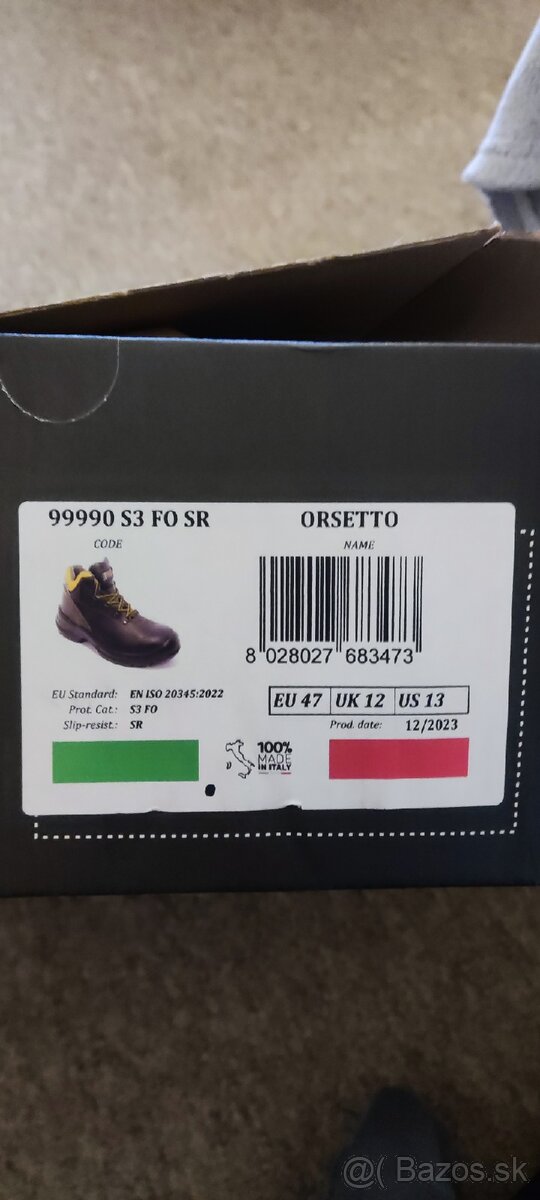 99990 S3 FO SR
ORSETTO
CODE
NAME
8 028027 683473
EU Standard: EN ISO 20345:2022
Prot. Cat.: S3 FO
Slip-resist.: SR
EU 47 UK 12 US 13
Prod. date: 12/2023
100%
MADE
IN ITALY
@( Bazos.sk